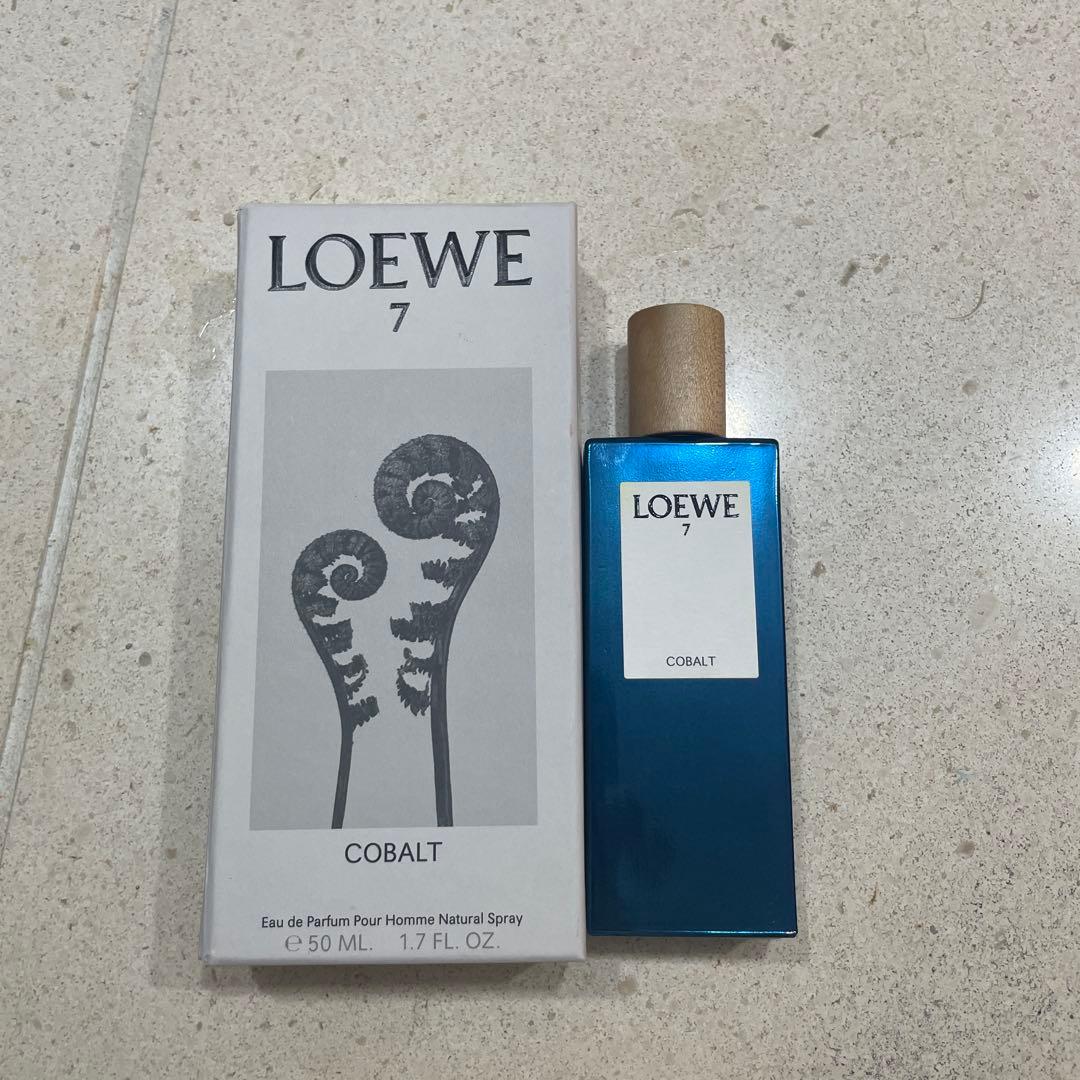 LOEWE
7
COBALT
Eau de Parfum Pour Homme Natural Spray
℮ 50 ML. 1.7 FL. OZ.
LOEWE
7
COBALT